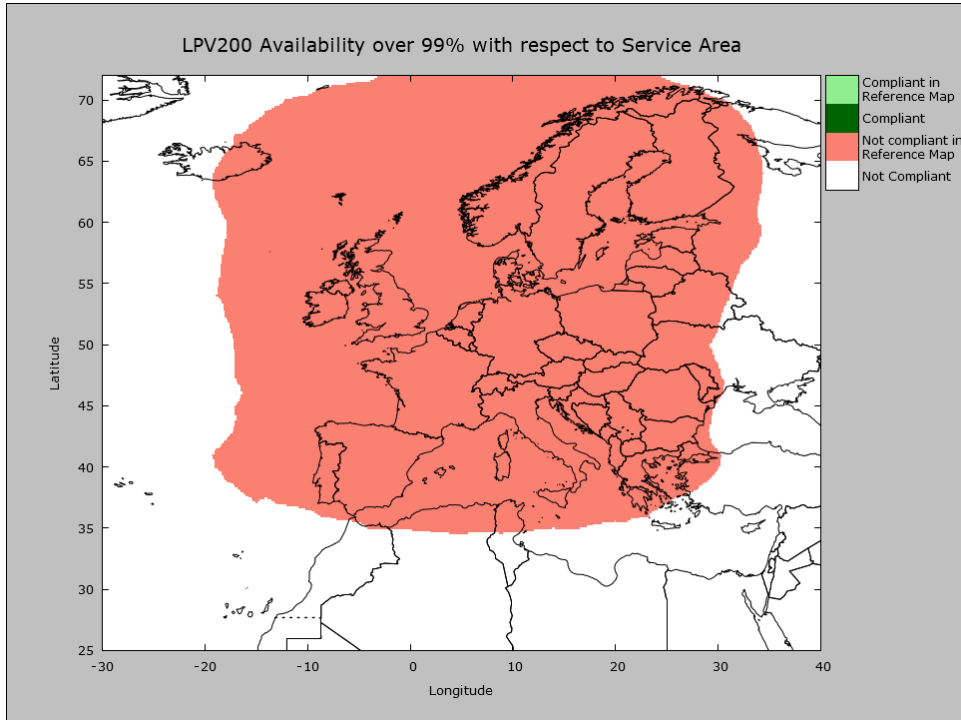 LPV200 Availability over 99% with respect to Service Area
Compliant in
Reference Map
Compliant
Not compliant in
Reference Map
Not Compliant
70
65
60
55
50
45
40
35
30
25
Latitude
-30
-20
-10
0
10
20
30
40
Longitude